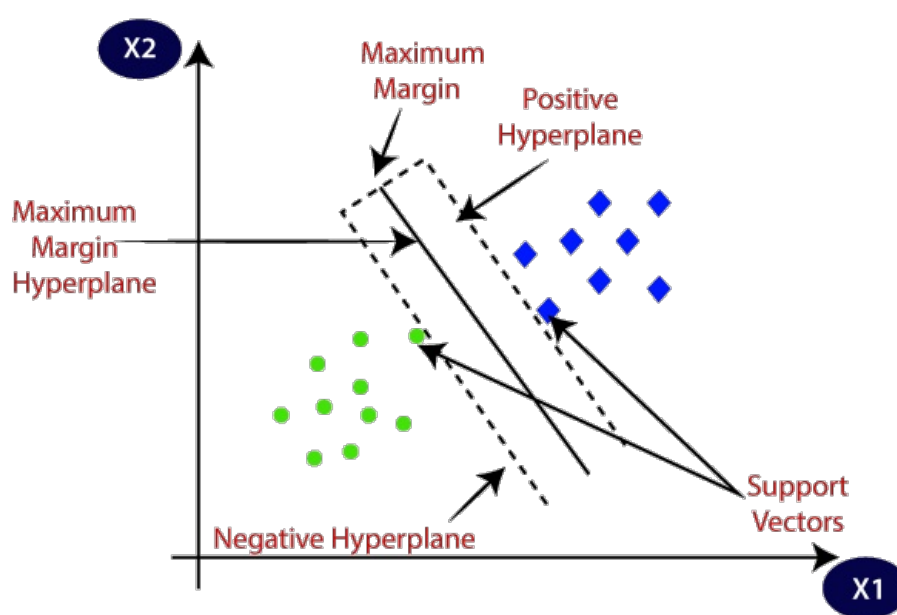 X2
Maximum
Margin
Positive
Hyperplane
Maximum
Margin
Hyperplane
Support
Vectors
Negative Hyperplane
X1